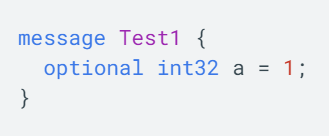 message Test1 {
  optional int32 a = 1;
}